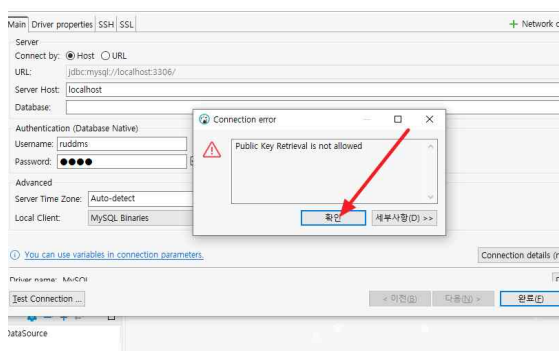 Main Driver properties SSH SSL
Server
Connect by: Host URL
URL: jdbc:mysql://localhost:3306/
Server Host: localhost
Database:
Connection error
Public Key Retrieval is not allowed
확인 세부사항(D) >>
Authentication (Database Native)
Username: ruddms
Password:
Advanced
Server Time Zone: Auto-detect
Local Client: MySQL Binaries
You can use variables in connection parameters.
Connection details
Driver name: MySQL
Test Connection ...
< 이전(B) 다음(N) > 완료(F)
DataSource
+ Network